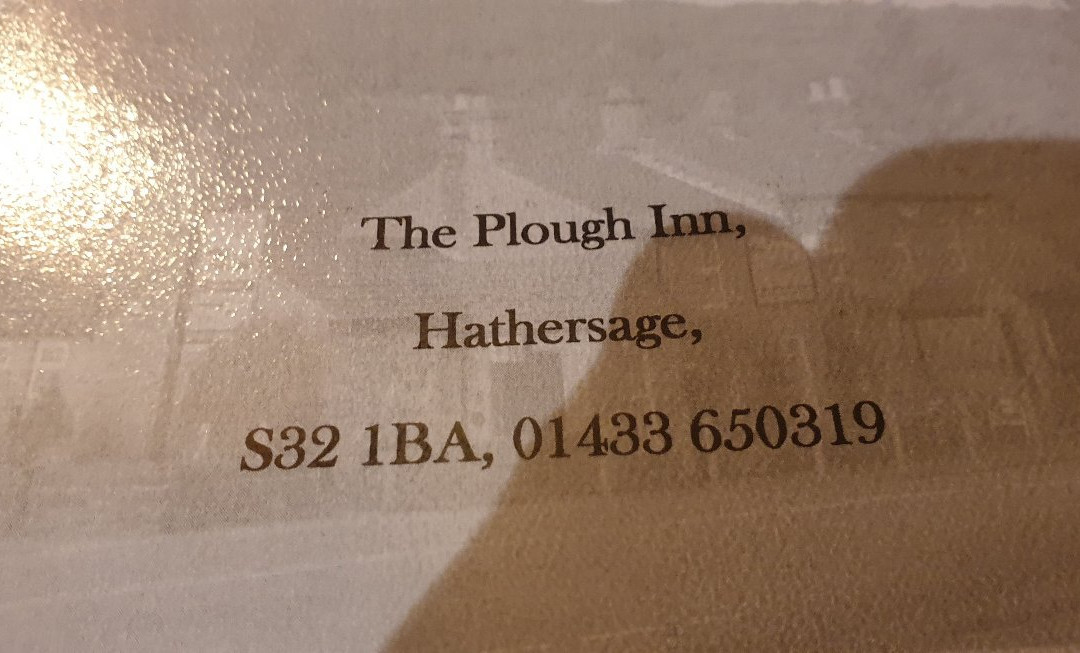 The Plough Inn,
Hathersage,
S32 1BA, 01433 650319